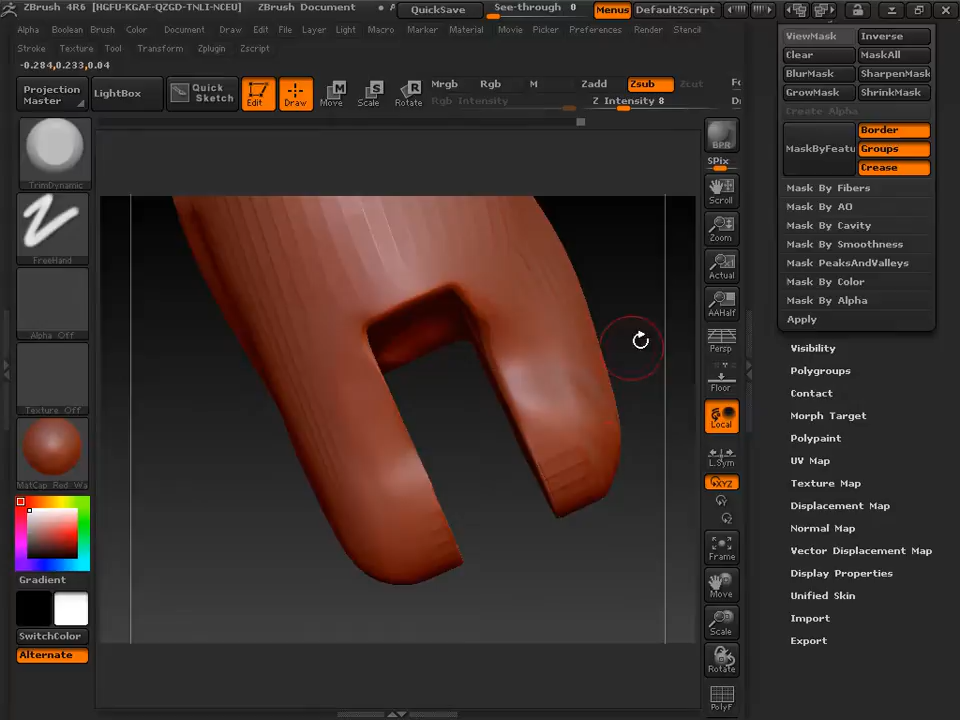 ZBrush 4R6 [HGFU-KGAF-QZGD-TNLI-NCEU] ZBrush Document QuickSave See-through 0 Menus DefaultZScript
Alpha Boolean Brush Color Document Draw Edit File Layer Light Macro Marker Material Movie Picker Preferences Render Stencil
Stroke Texture Tool Transform Zplugin Zscript
-0.284,0.233,0.04
Projection Master
LightBox
Quick Sketch
Edit
Draw
Move
Scale
Rotate
Mrgb Rgb M
Rgb Intensity
Zadd Zsub Zcut
Z Intensity 8
Fo
Dr
TrimDynamic
FreeHand
Alpha Off
Texture Off
MatCap Red Wa
Gradient
SwitchColor
Alternate
BPR
SPix
Scroll
Zoom
Actual
AAHalf
Persp
Floor
Local
L.Sym
XYZ
Frame
Move
Scale
Rotate
PolyF
ViewMask Inverse
Clear MaskAll
BlurMask SharpenMask
GrowMask ShrinkMask
Create Alpha
MaskByFeatu
Border
Groups
Crease
Mask By Fibers
Mask By AO
Mask By Cavity
Mask By Smoothness
Mask PeaksAndValleys
Mask By Color
Mask By Alpha
Apply
Visibility
Polygroups
Contact
Morph Target
Polypaint
UV Map
Texture Map
Displacement Map
Normal Map
Vector Displacement Map
Display Properties
Unified Skin
Import
Export